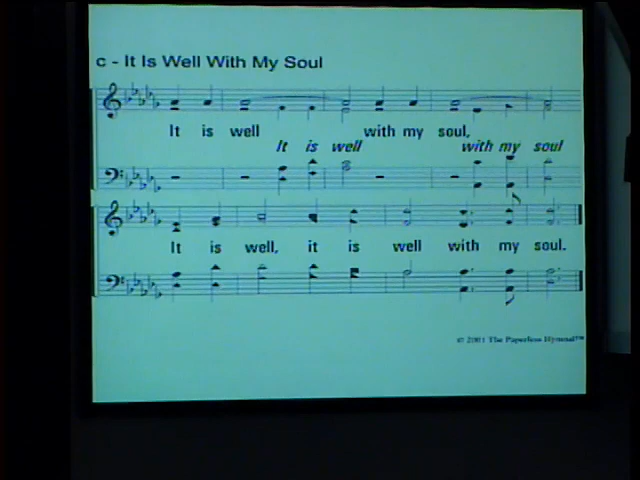 c - It Is Well With My Soul
It is well with my soul,
It is well with my soul
It is well, it is well with my soul.
© 2001 The Paperless Hymnal™